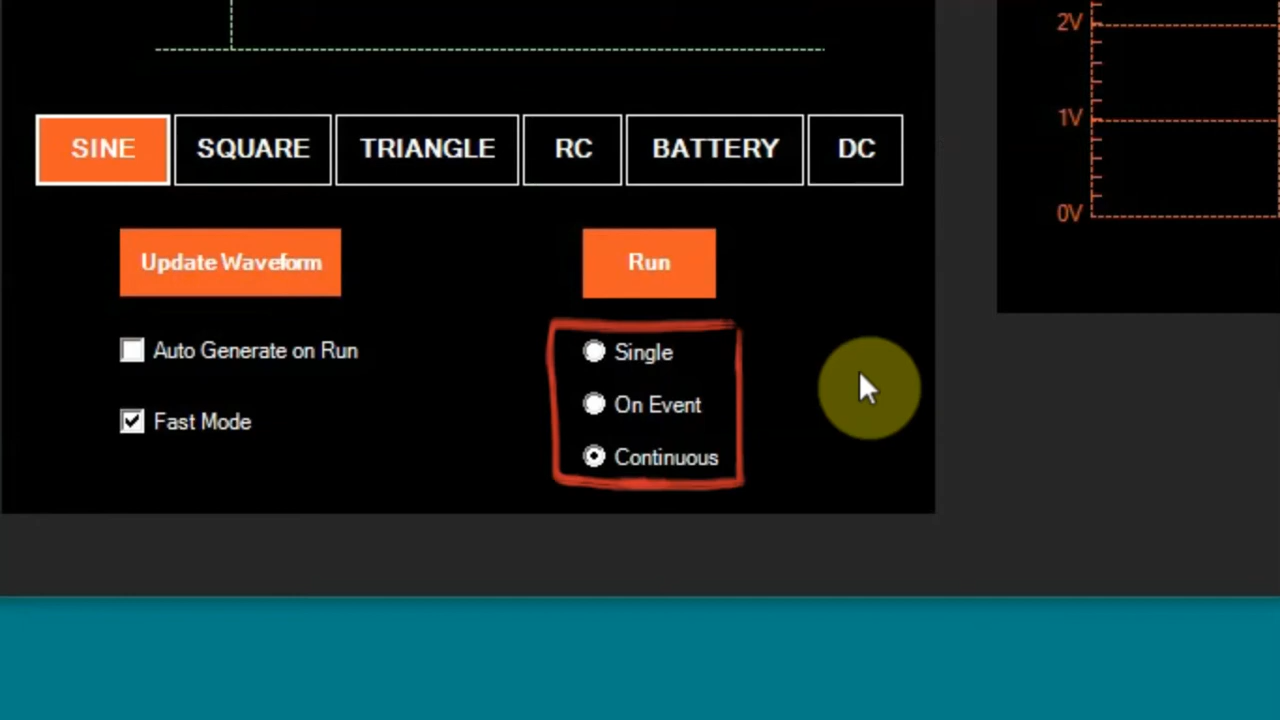 2V
1V
0V
SINE SQUARE TRIANGLE RC BATTERY DC
Update Waveform Run
Auto Generate on Run
Fast Mode
Single
On Event
Continuous